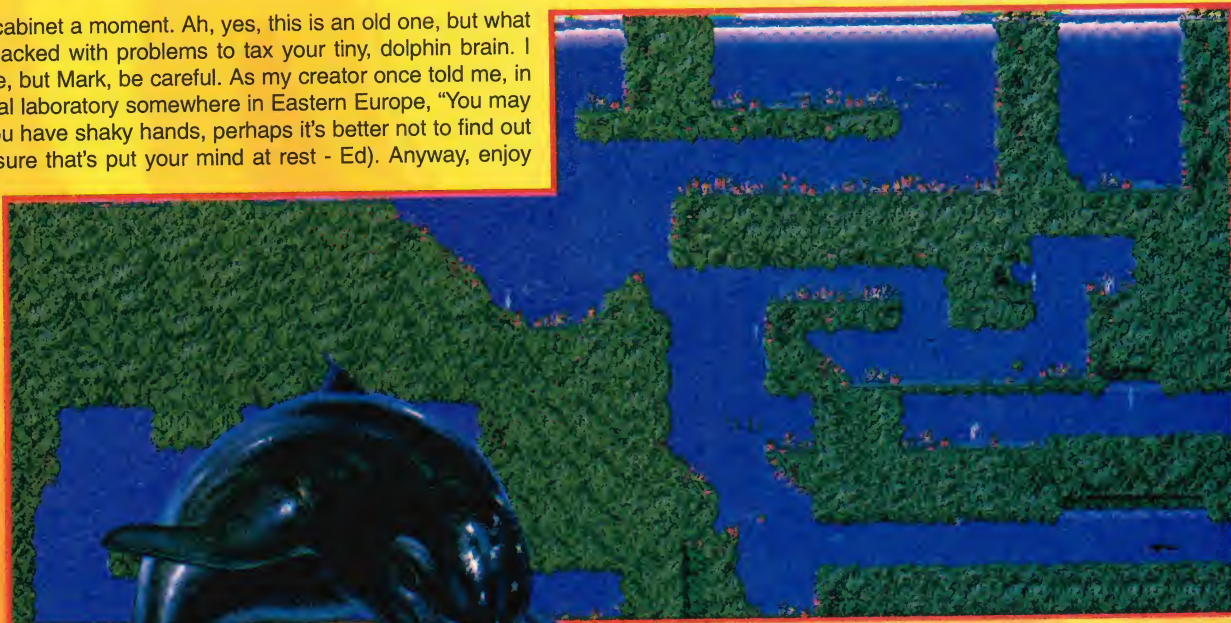 cabinet a moment. Ah, yes, this is an old one, but what
acked with problems to tax your tiny, dolphin brain. I
e, but Mark, be careful. As my creator once told me, in
al laboratory somewhere in Eastern Europe, “You may
ou have shaky hands, perhaps it's better not to find out
sure that's put your mind at rest - Ed). Anyway, enjoy